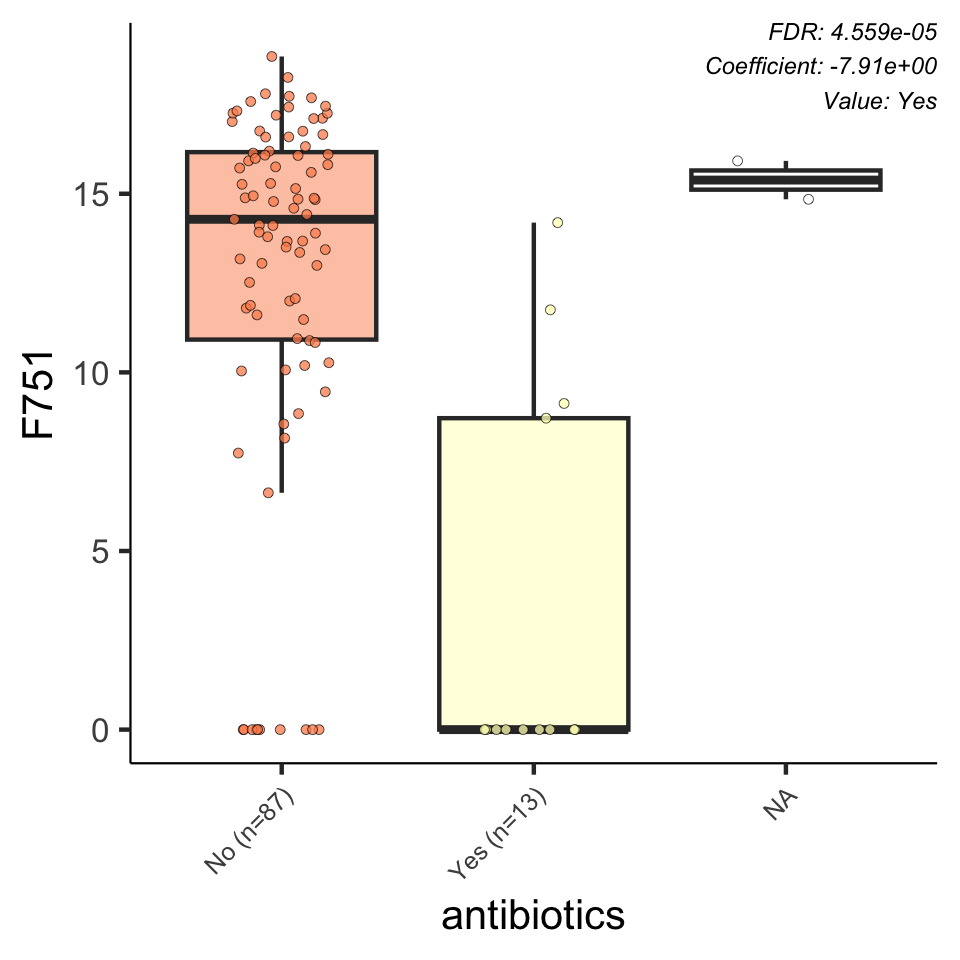 FDR: 4.559e-05
Coefficient: -7.91e+00
Value: Yes
F751
15
10
5
0
No (n=87)
Yes (n=13)
NA
antibiotics